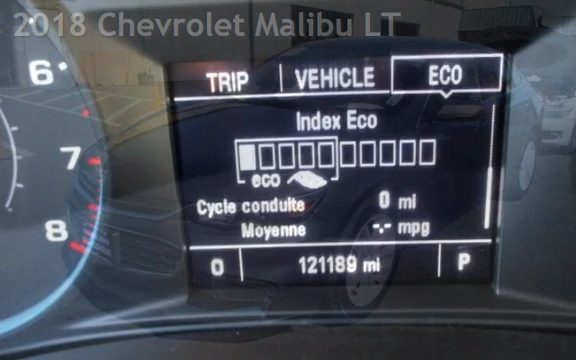 2018 Chevrolet Malibu LT
6
TRIP VEHICLE ECO
Index Eco
7
eco
Cycle conduite 0 mi
8
Moyenne -.- mpg
0 121189 mi P